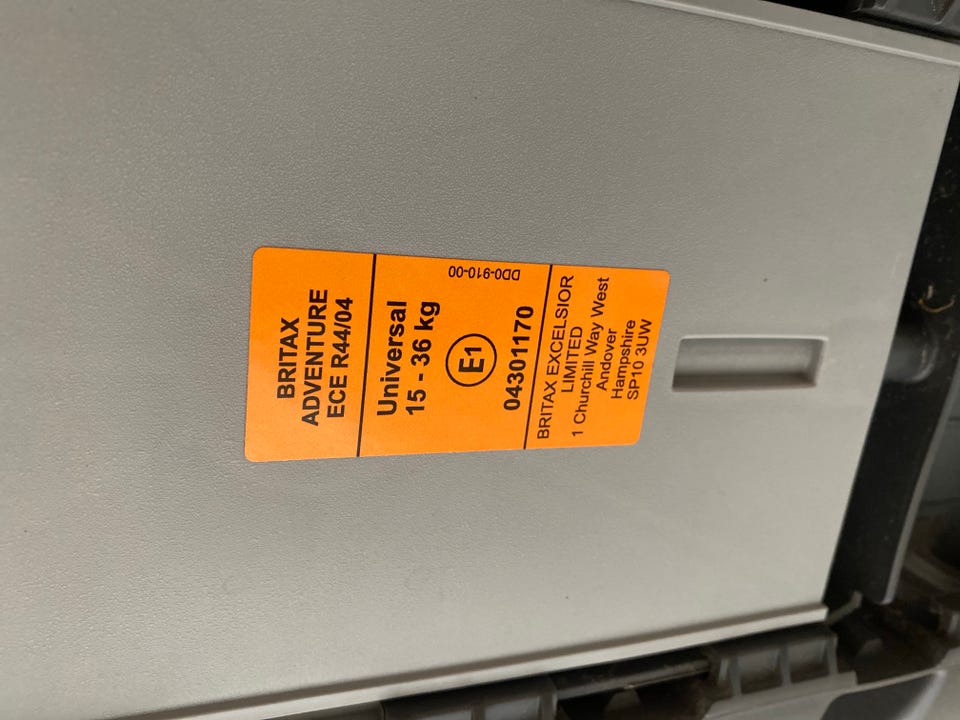 BRITAX
ADVENTURE
ECE R44/04
Universal
15 - 36 kg
E1
04301170
DD0-910-00
BRITAX EXCELSIOR
LIMITED
1 Churchill Way West
Andover
Hampshire
SP10 3UW